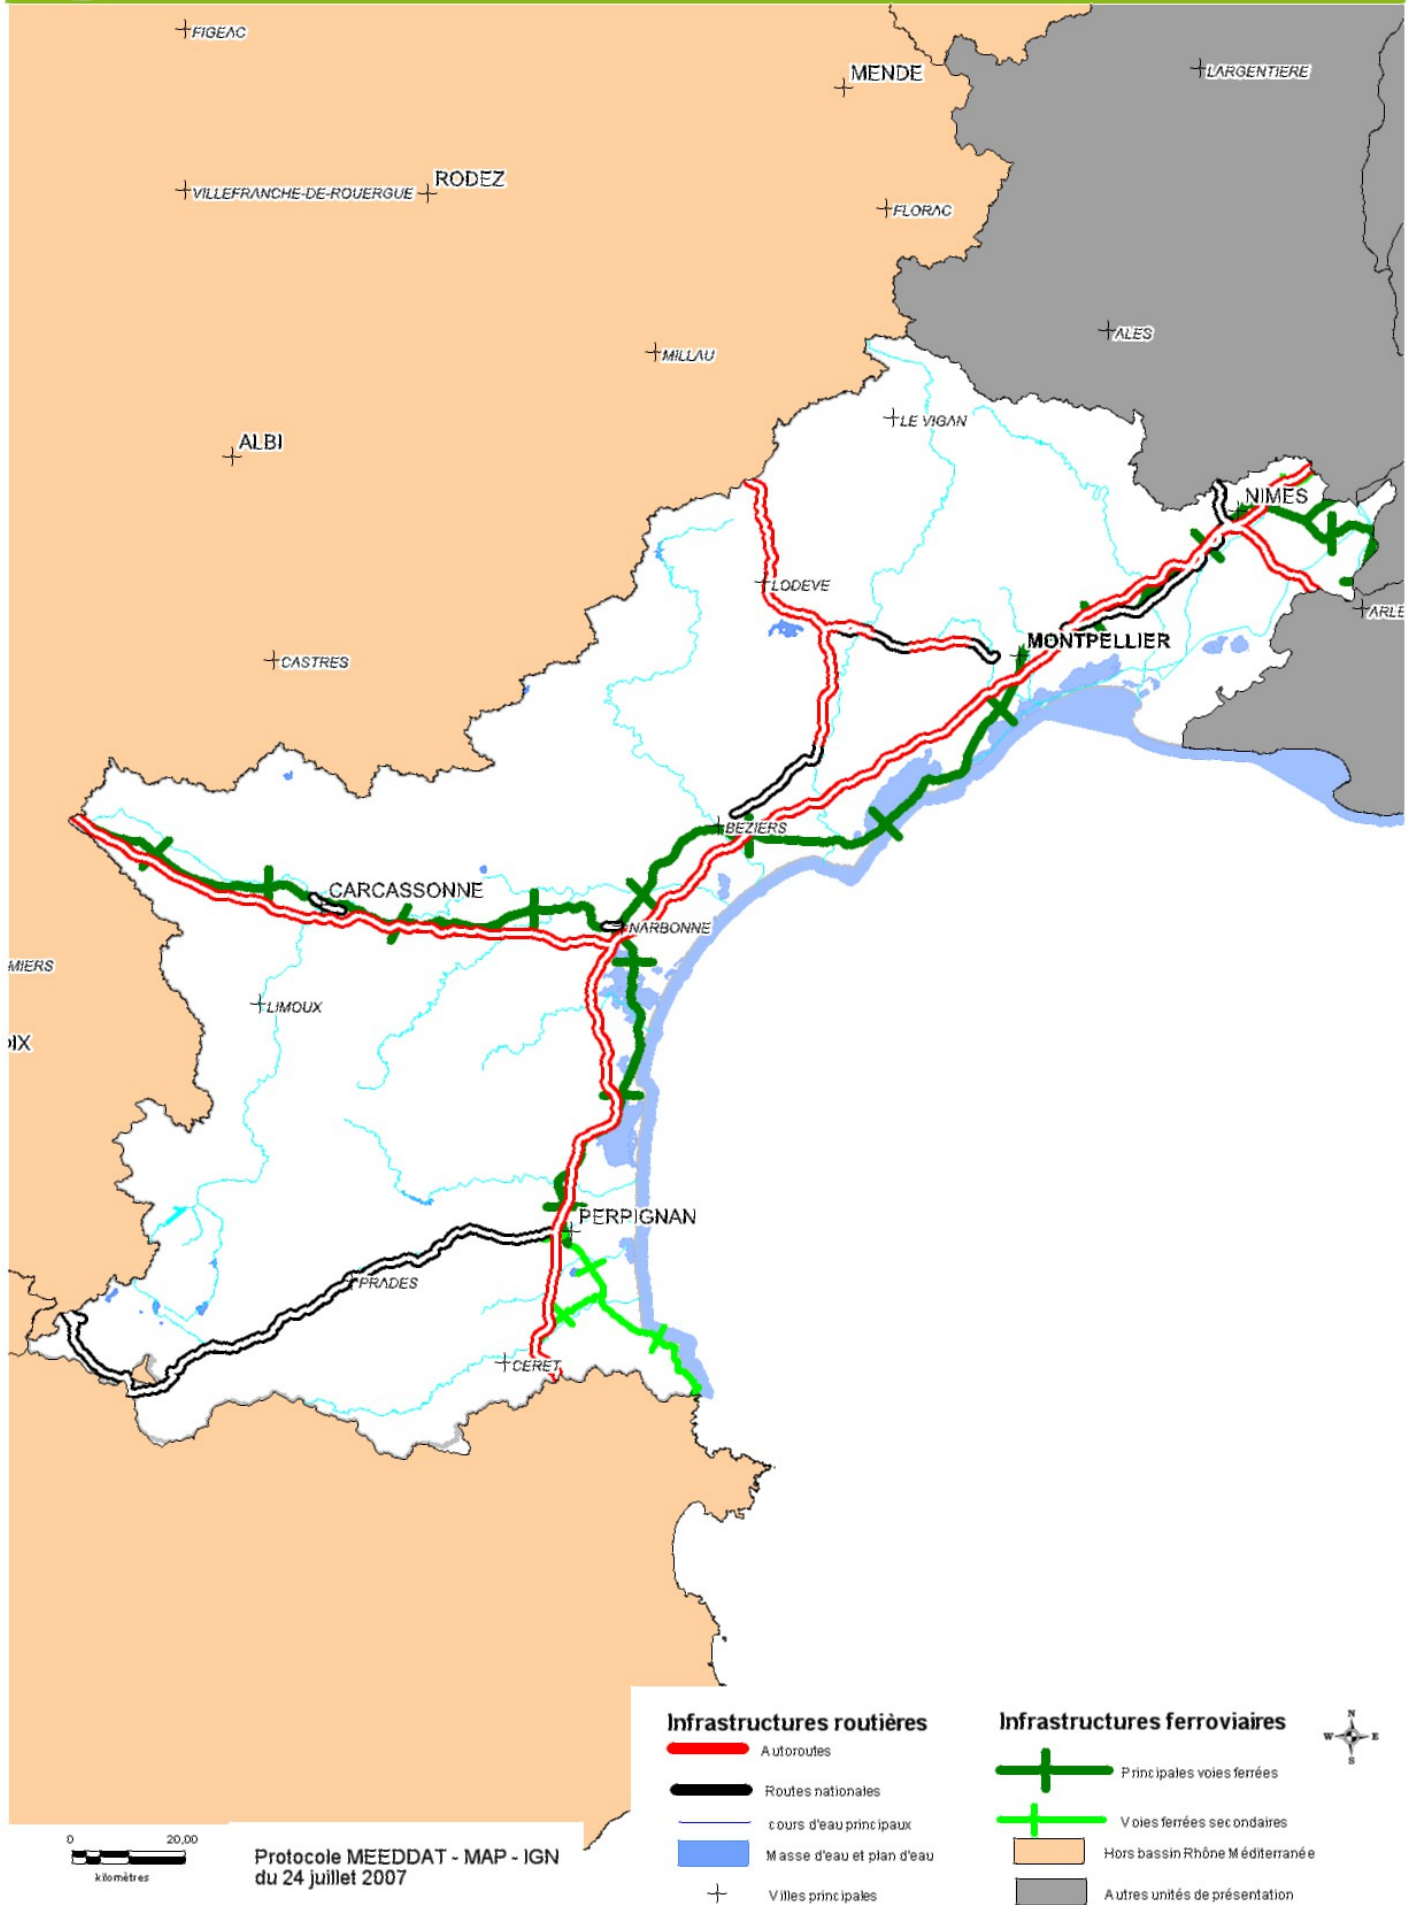 FIGEAC
MENDE
LARGENTIERE
VILLEFRANCHE-DE-ROUERGUE
RODEZ
FLORAC
ALES
MILLAU
LE VIGAN
ALBI
NIMES
LODEVE
ARLE
MONTPELLIER
CASTRES
BEZIERS
CARCASSONNE
NARBONNE
MIERS
LIMOUX
IX
PERPIGNAN
PRADES
CERET
Infrastructures routières
Autoroutes
Routes nationales
cours d'eau principaux
Masse d'eau et plan d'eau
Villes principales
Infrastructures ferroviaires
Principales voies ferrées
Voies ferrées secondaires
Hors bassin Rhône Méditerranée
Autres unités de présentation
N
W E
S
0 20,00
kilomètres
Protocole MEEDDAT - MAP - IGN
du 24 juillet 2007